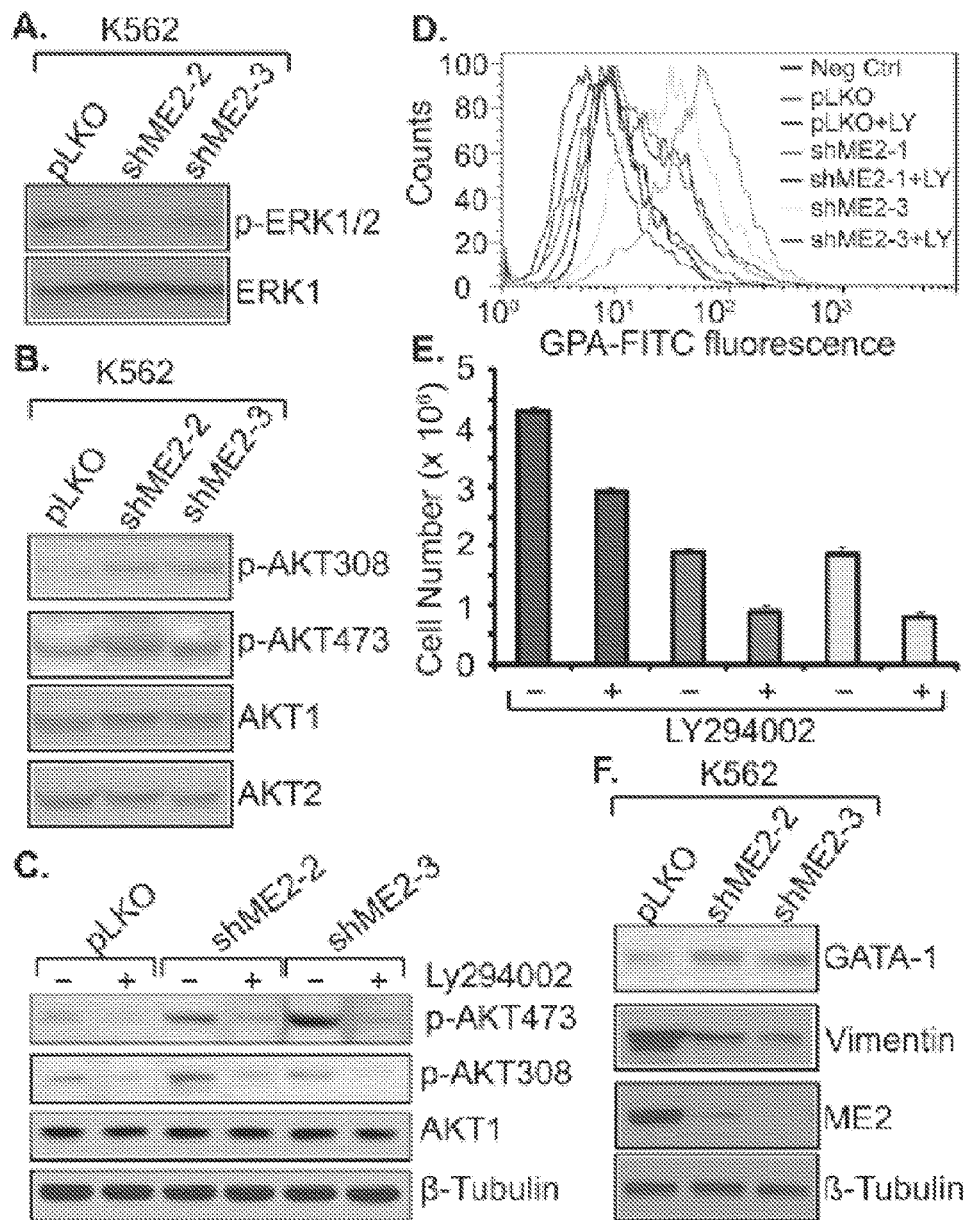 A.
K562
pLKO
shME2-2
shME2-3
p-ERK1/2
ERK1
B.
K562
pLKO
shME2-2
shME2-3
p-AKT308
p-AKT473
AKT1
AKT2
C.
pLKO
shME2-2
shME2-3
− + − + − + Ly294002
p-AKT473
p-AKT308
AKT1
β-Tubulin
D.
Counts
100
80
60
40
20
0
10⁰ 10¹ 10² 10³
GPA-FITC fluorescence
Neg Ctrl
pLKO
pLKO+LY
shME2-1
shME2-1+LY
shME2-3
shME2-3+LY
E.
Cell Number (x 10⁶)
5
4
3
2
1
0
− + − + − +
LY294002
F.
K562
pLKO
shME2-2
shME2-3
GATA-1
Vimentin
ME2
ß-Tubulin